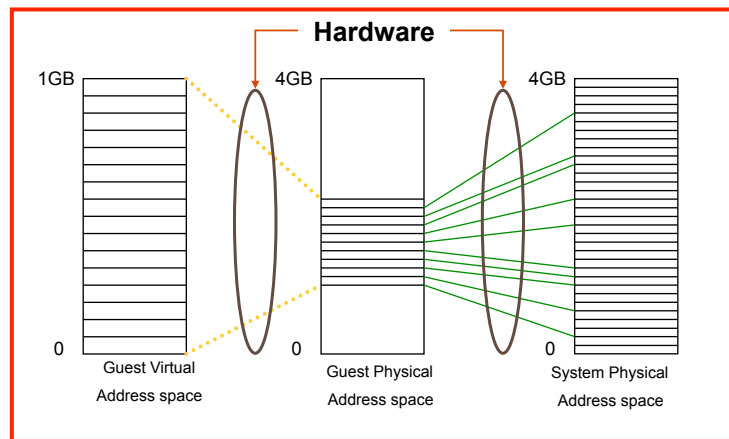 Hardware
1GB
4GB
4GB
0
0
0
Guest Virtual
Address space
Guest Physical
Address space
System Physical
Address space